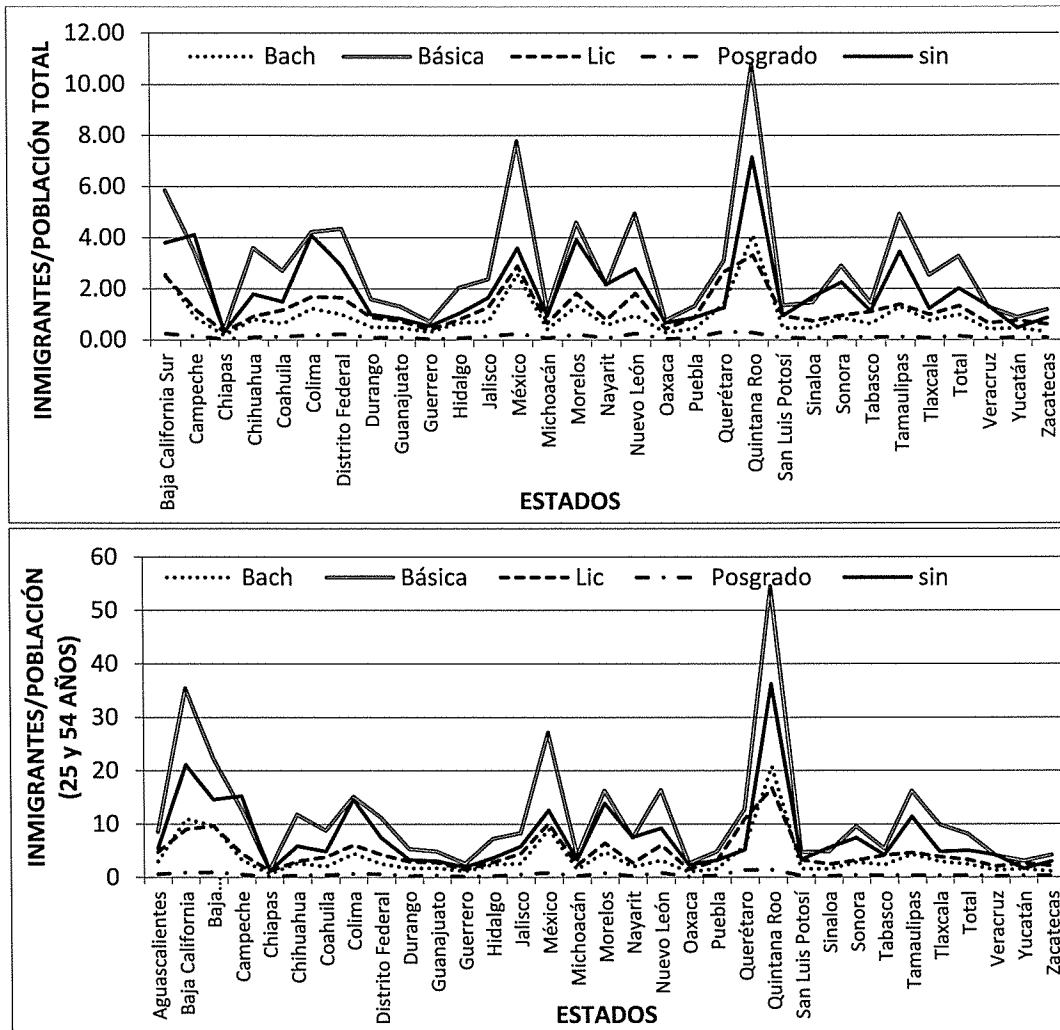 12.00
10.00
8.00
6.00
4.00
2.00
0.00
INMIGRANTES/POBLACIÓN TOTAL
Bach Básica Lic Posgrado sin
Baja California Sur
Campeche
Chiapas
Chihuahua
Coahuila
Colima
Distrito Federal
Durango
Guanajuato
Guerrero
Hidalgo
Jalisco
México
Michoacán
Morelos
Nayarit
Nuevo León
Oaxaca
Puebla
Querétaro
Quintana Roo
San Luis Potosí
Sinaloa
Sonora
Tabasco
Tamaulipas
Tlaxcala
Total
Veracruz
Yucatán
Zacatecas
ESTADOS
60
50
40
30
20
10
0
INMIGRANTES/POBLACIÓN
(25 y 54 AÑOS)
Bach Básica Lic Posgrado sin
Aguascalientes
Baja California
Baja...
Campeche
Chiapas
Chihuahua
Coahuila
Colima
Distrito Federal
Durango
Guanajuato
Guerrero
Hidalgo
Jalisco
México
Michoacán
Morelos
Nayarit
Nuevo León
Oaxaca
Puebla
Querétaro
Quintana Roo
San Luis Potosí
Sinaloa
Sonora
Tabasco
Tamaulipas
Tlaxcala
Total
Veracruz
Yucatán
Zacatecas
ESTADOS